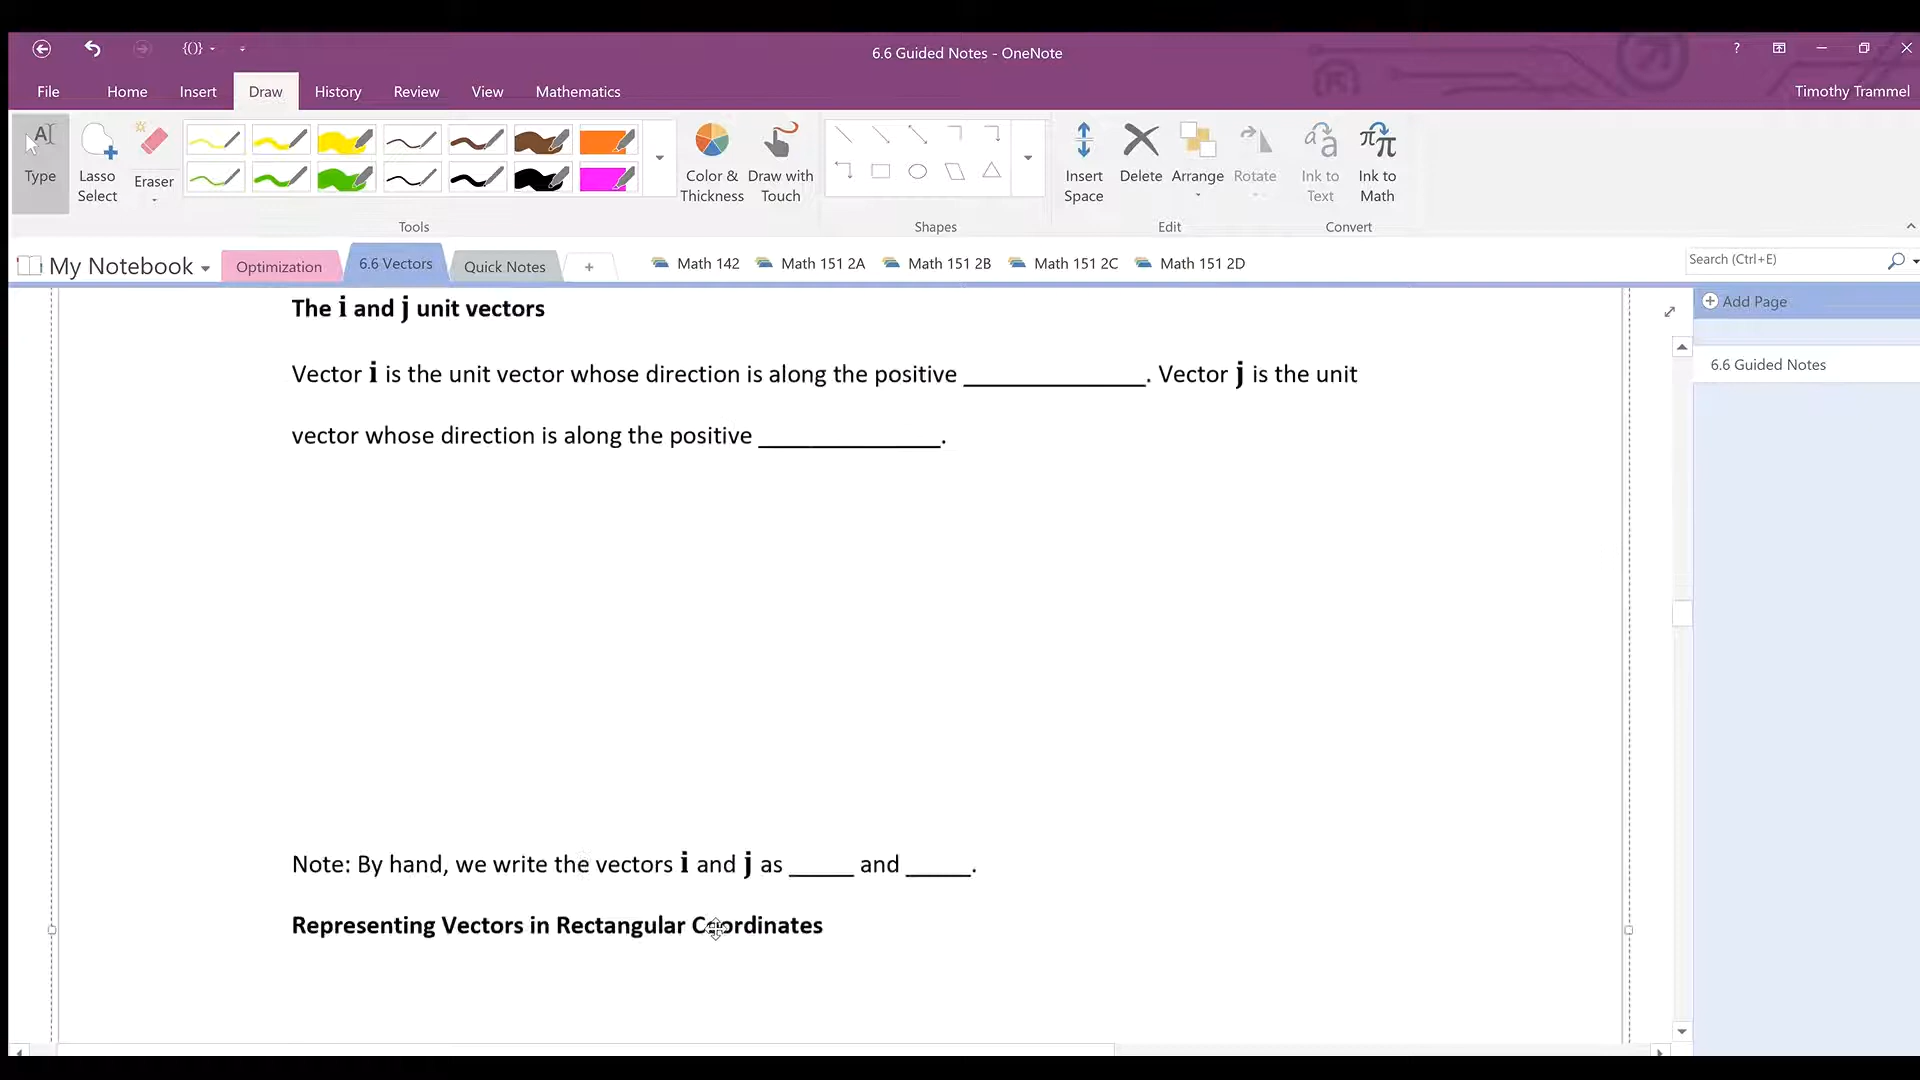 {()}
6.6 Guided Notes - OneNote
?
File Home Insert Draw History Review View Mathematics
Timothy Trammel
Type
Lasso Select
Eraser
Color & Thickness
Draw with Touch
Insert Space
Delete
Arrange
Rotate
Ink to Text
Ink to Math
Tools
Shapes
Edit
Convert
My Notebook
Optimization
6.6 Vectors
Quick Notes
+
Math 142
Math 151 2A
Math 151 2B
Math 151 2C
Math 151 2D
Search (Ctrl+E)
Add Page
6.6 Guided Notes
The i and j unit vectors
Vector i is the unit vector whose direction is along the positive ______________. Vector j is the unit
vector whose direction is along the positive ______________.
Note: By hand, we write the vectors i and j as _____ and _____.
Representing Vectors in Rectangular Coordinates